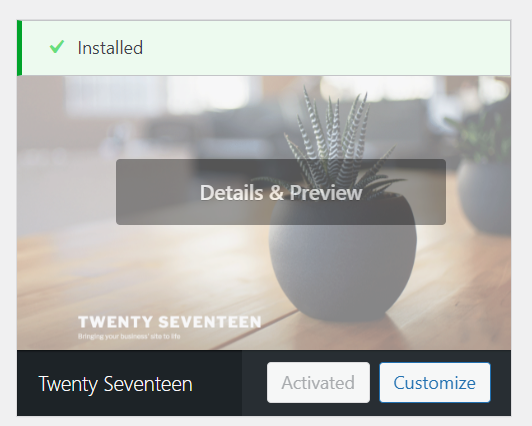 Installed
Details & Preview
TWENTY SEVENTEEN
Bringing your business' site to life
Twenty Seventeen
Activated
Customize